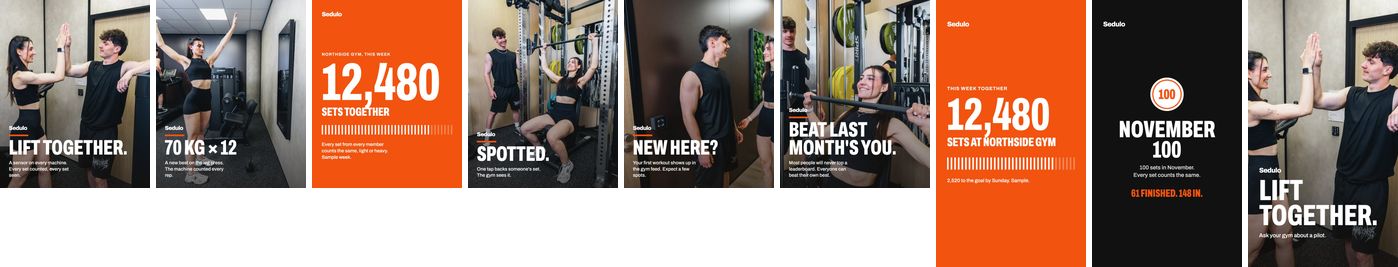 Sedulo
LIFT TOGETHER.
A sensor on every machine.
Every set counted, every set
seen.
Sedulo
70 KG × 12
A new best on the leg press.
The machine counted every
rep.
Sedulo
NORTHSIDE GYM, THIS WEEK
12,480
SETS TOGETHER
Every set from every member
counts the same, light or heavy.
Sample week.
Sedulo
SPOTTED.
One tap backs someone's set.
The gym sees it.
Sedulo
NEW HERE?
Your first workout shows up in
the gym feed. Expect a few
spots.
Sedulo
BEAT LAST
MONTH'S YOU.
Most people will never top a
leaderboard. Everyone can
beat their own best.
Sedulo
THIS WEEK TOGETHER
12,480
SETS AT NORTHSIDE GYM
2,520 to the goal by Sunday. Sample.
Sedulo
100
NOVEMBER
100
100 sets in November.
Every set counts the same.
61 FINISHED. 148 IN.
Sedulo
LIFT
TOGETHER.
Ask your gym about a pilot.